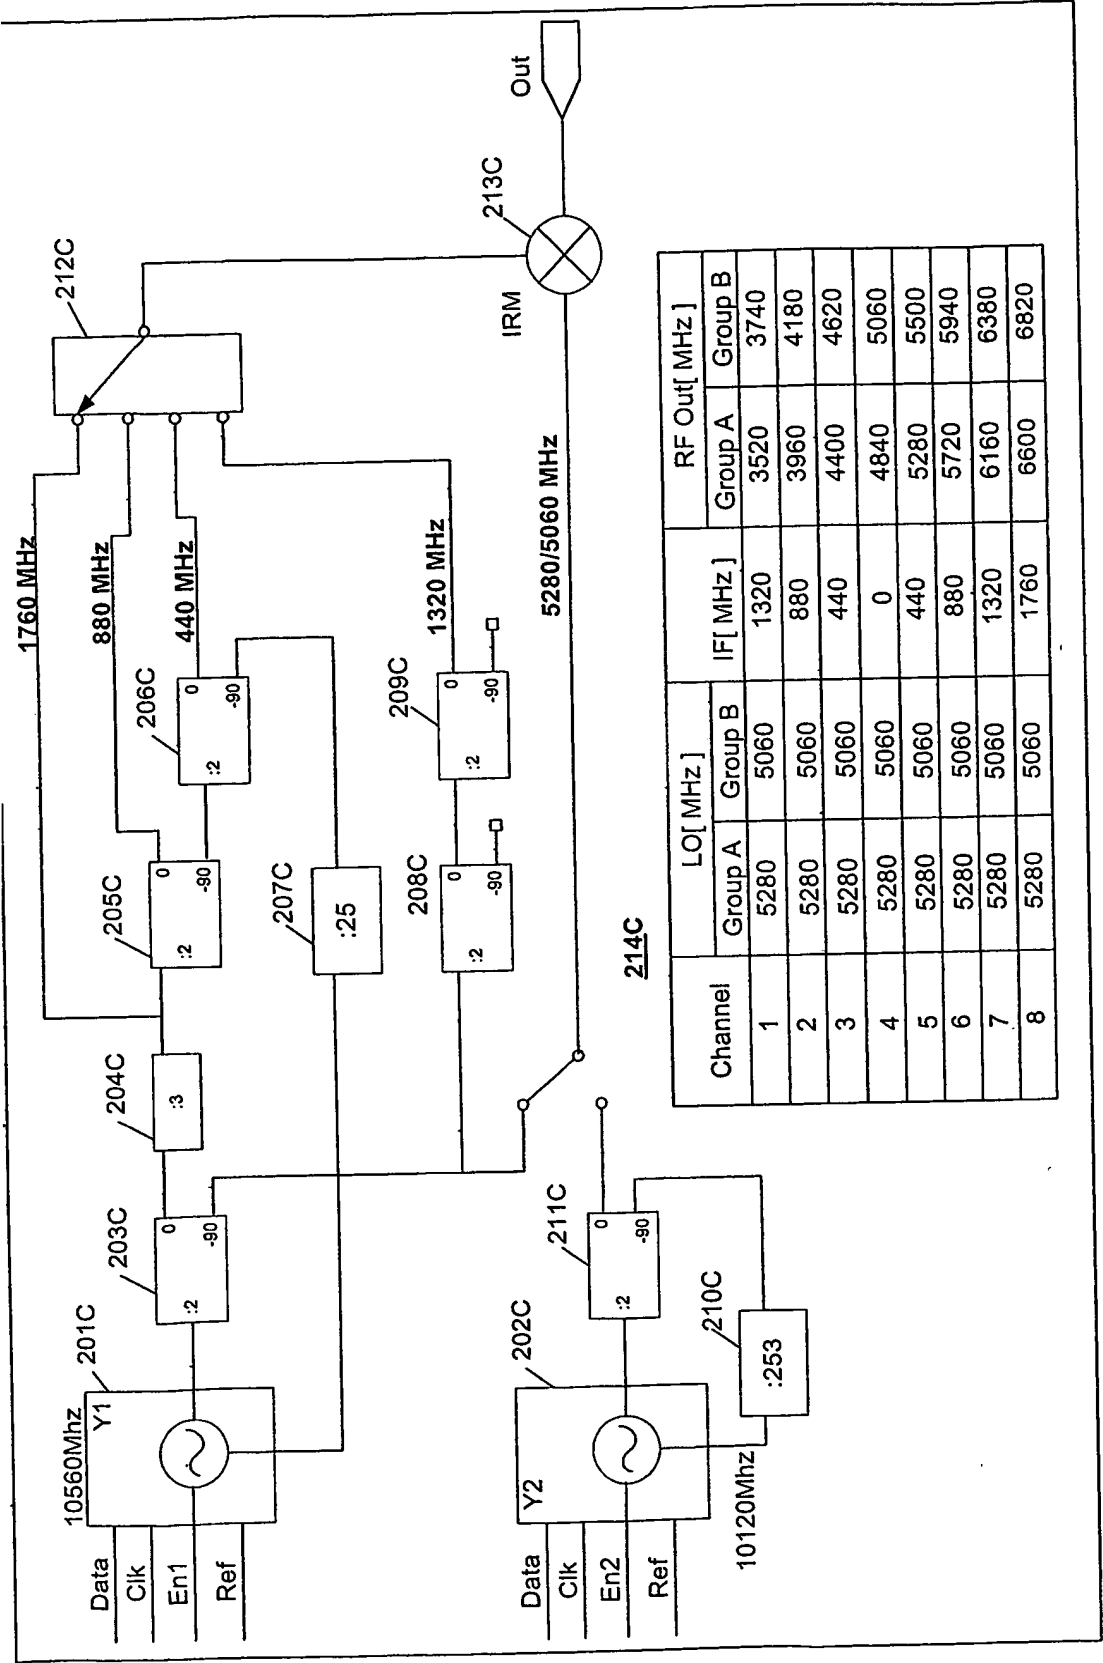 10560Mhz
201C
Y1
Data
Clk
En1
Ref
203C
:2
0
-90
204C
:3
205C
:2
0
-90
206C
:2
0
-90
1760 MHz
880 MHz
440 MHz
212C
207C
:25
208C
:2
0
-90
209C
:2
0
-90
1320 MHz
5280/5060 MHz
IRM
213C
Out
202C
Y2
Data
Clk
En2
Ref
10120Mhz
211C
:2
0
-90
210C
:253
214C
Channel LO[ MHz ] IF[ MHz ] RF Out[ MHz ]
Group A Group B Group A Group B
1 5280 5060 1320 3520 3740
2 5280 5060 880 3960 4180
3 5280 5060 440 4400 4620
4 5280 5060 0 4840 5060
5 5280 5060 440 5280 5500
6 5280 5060 880 5720 5940
7 5280 5060 1320 6160 6380
8 5280 5060 1760 6600 6820